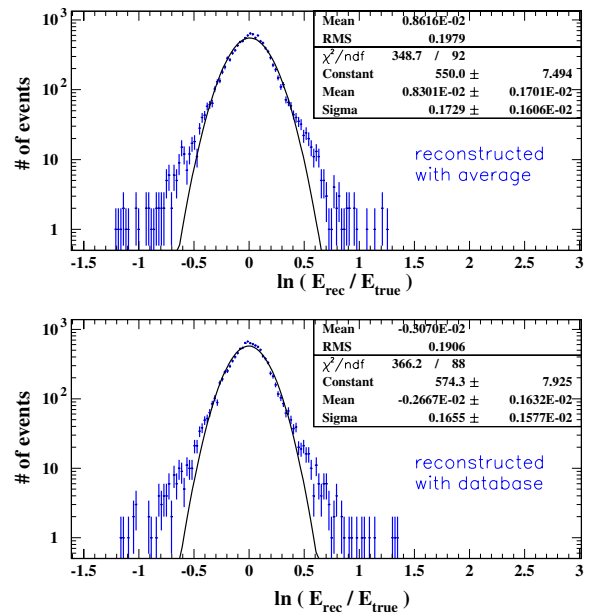 Mean 0.8616E-02
RMS 0.1979
χ²/ndf 348.7 / 92
Constant 550.0 ± 7.494
Mean 0.8301E-02 ± 0.1701E-02
Sigma 0.1729 ± 0.1606E-02
reconstructed
with average
# of events
10³
10²
10
1
-1.5 -1 -0.5 0 0.5 1 1.5 2 2.5 3
ln ( E_rec / E_true )
Mean -0.3070E-02
RMS 0.1906
χ²/ndf 366.2 / 88
Constant 574.3 ± 7.925
Mean -0.2667E-02 ± 0.1632E-02
Sigma 0.1655 ± 0.1577E-02
reconstructed
with database
# of events
10³
10²
10
1
-1.5 -1 -0.5 0 0.5 1 1.5 2 2.5 3
ln ( E_rec / E_true )